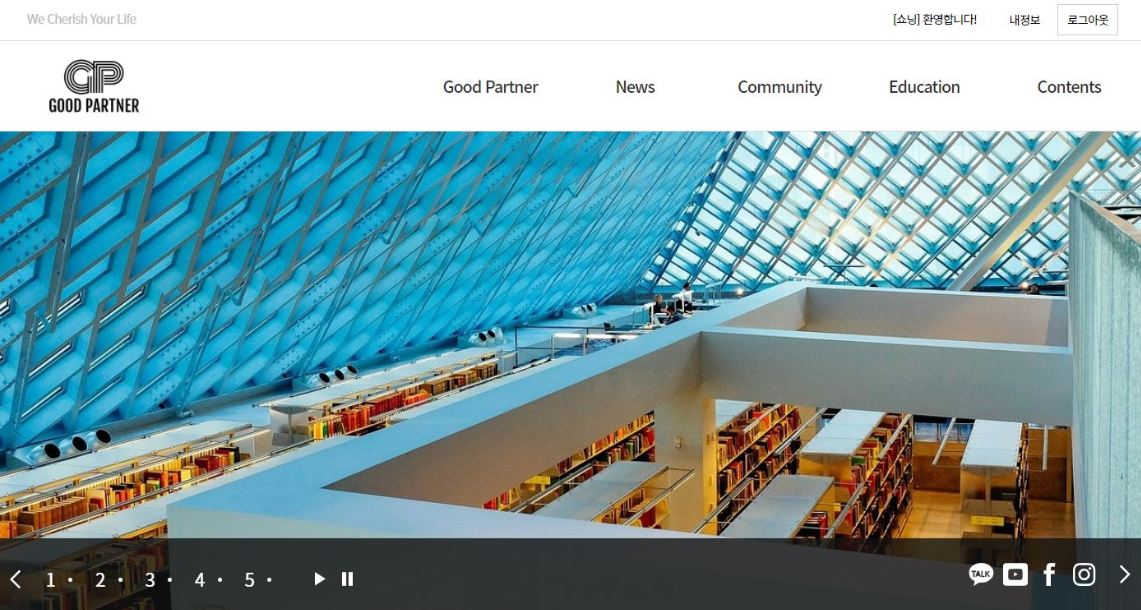 We Cherish Your Life
[쇼닝] 환영합니다! 내정보 로그아웃
GP
GOOD PARTNER
Good Partner News Community Education Contents
1 • 2 • 3 • 4 • 5 •
TALK